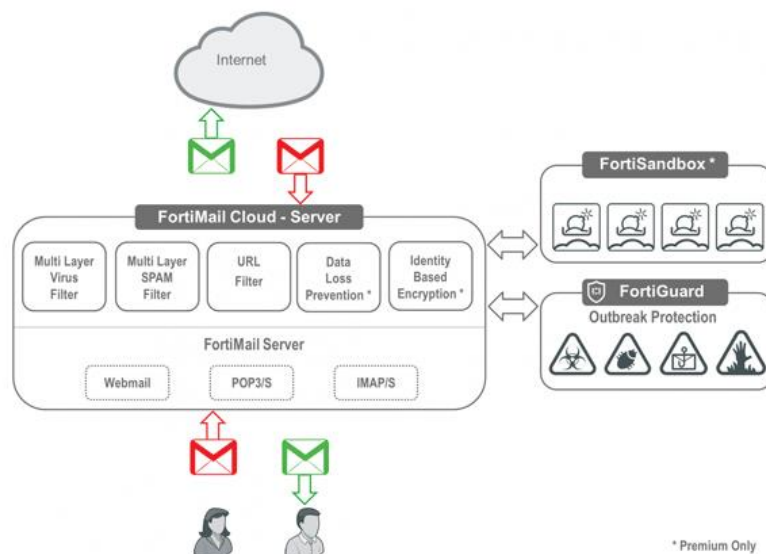 Internet
FortiMail Cloud - Server
Multi Layer
Virus
Filter
Multi Layer
SPAM
Filter
URL
Filter
Data
Loss
Prevention *
Identity
Based
Encryption *
FortiMail Server
Webmail
POP3/S
IMAP/S
FortiSandbox *
FortiGuard
Outbreak Protection
* Premium Only